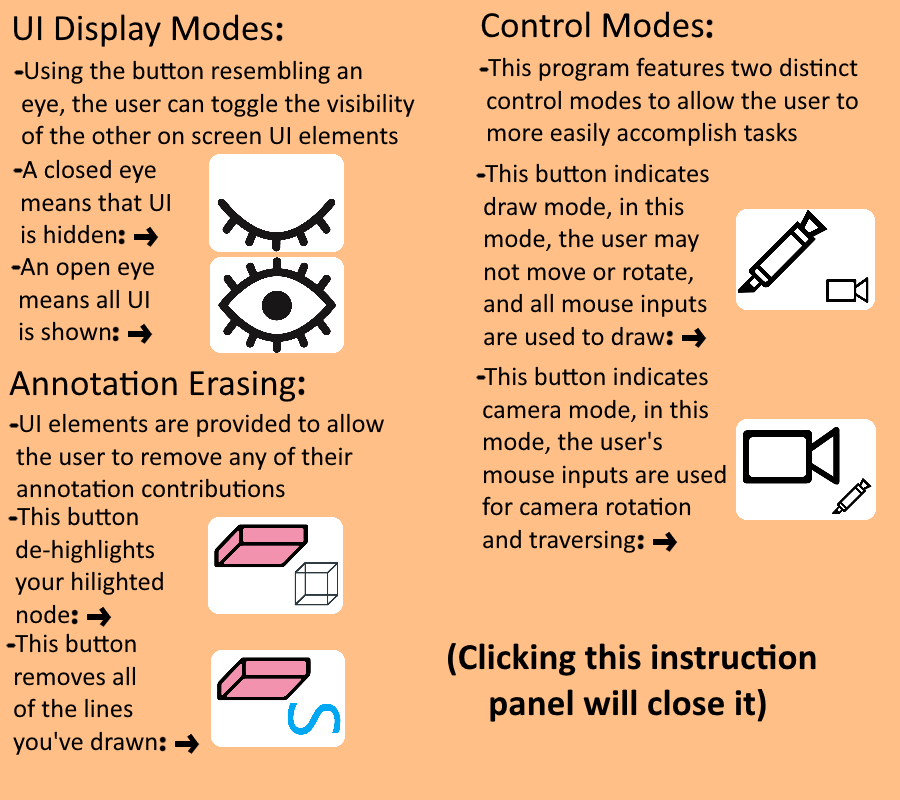 UI Display Modes:
-Using the button resembling an
eye, the user can toggle the visibility
of the other on screen UI elements
-A closed eye
means that UI
is hidden: →
-An open eye
means all UI
is shown: →
Annotation Erasing:
-UI elements are provided to allow
the user to remove any of their
annotation contributions
-This button
de-highlights
your hilighted
node: →
-This button
removes all
of the lines
you've drawn: →
Control Modes:
-This program features two distinct
control modes to allow the user to
more easily accomplish tasks
-This button indicates
draw mode, in this
mode, the user may
not move or rotate,
and all mouse inputs
are used to draw: →
-This button indicates
camera mode, in this
mode, the user's
mouse inputs are used
for camera rotation
and traversing: →
(Clicking this instruction
panel will close it)